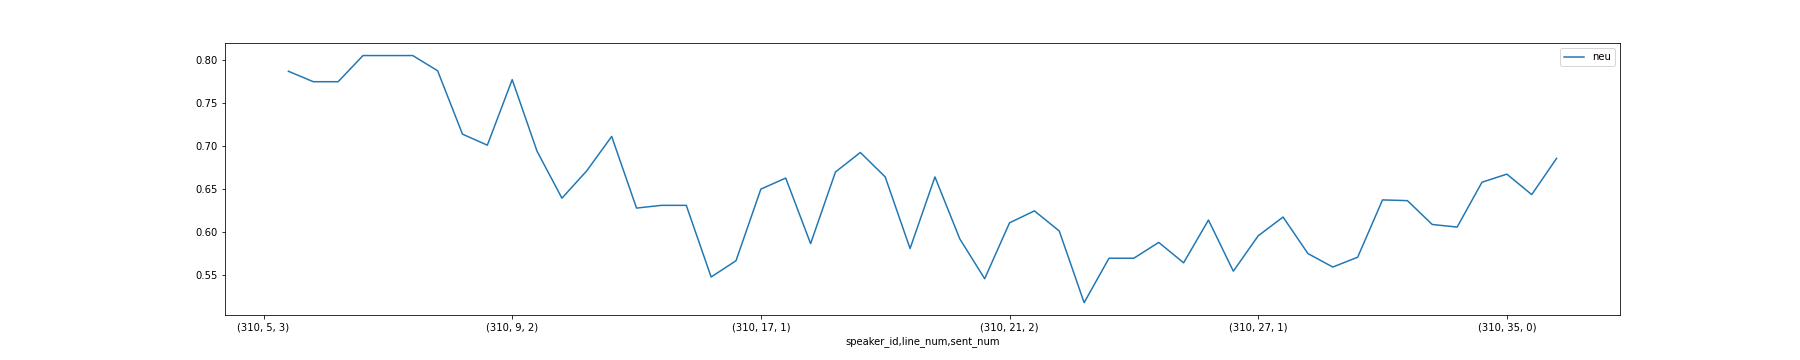 neu
0.80
0.75
0.70
0.65
0.60
0.55
(310, 5, 3) (310, 9, 2) (310, 17, 1) (310, 21, 2) (310, 27, 1) (310, 35, 0)
speaker_id,line_num,sent_num